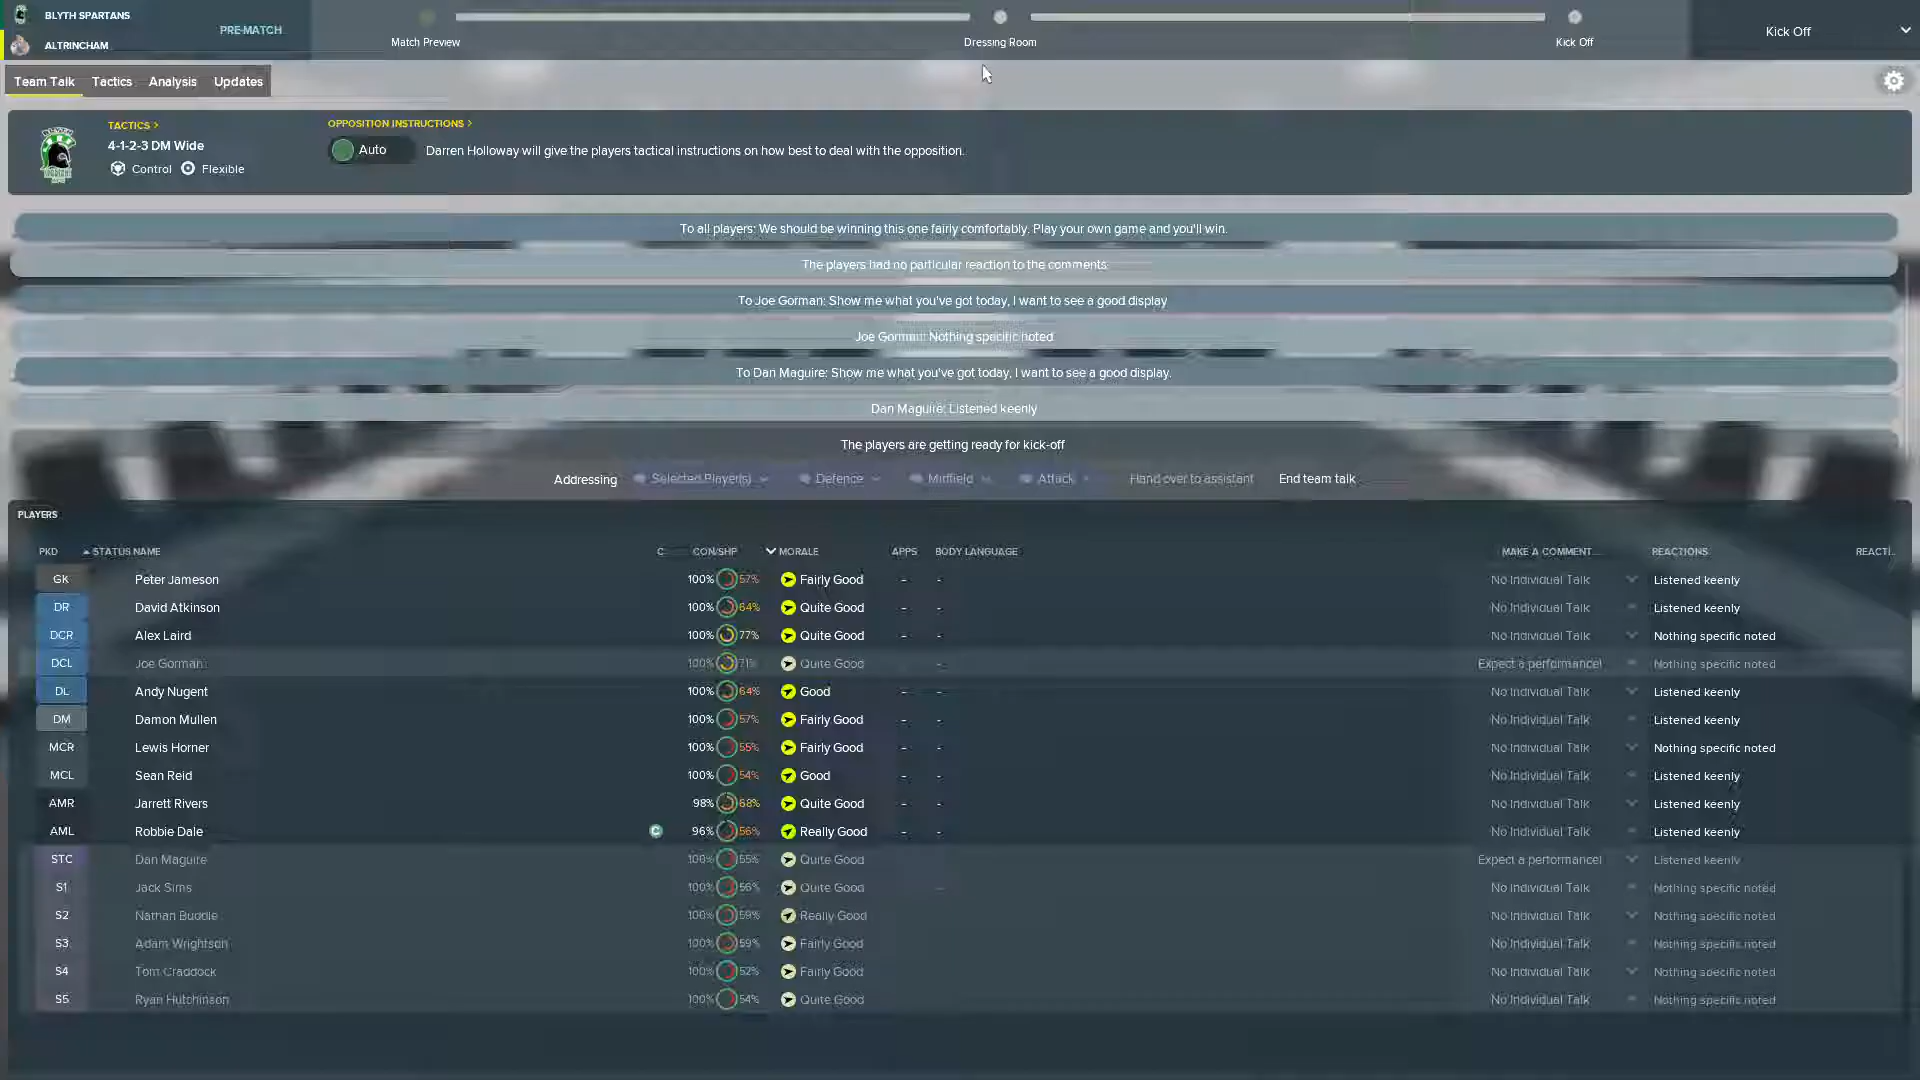 BLYTH SPARTANS
ALTRINCHAM
PRE-MATCH
Match Preview
Dressing Room
Kick Off
Kick Off
Team Talk Tactics Analysis Updates
TACTICS >
4-1-2-3 DM Wide
Control Flexible
OPPOSITION INSTRUCTIONS >
Auto Darren Holloway will give the players tactical instructions on how best to deal with the opposition.
To all players: We should be winning this one fairly comfortably. Play your own game and you'll win.
The players had no particular reaction to the comments.
To Joe Gorman: Show me what you've got today, I want to see a good display
Joe Gorman: Nothing specific noted
To Dan Maguire: Show me what you've got today, I want to see a good display.
Dan Maguire: Listened keenly
The players are getting ready for kick-off
Addressing Selected Player(s) Defence Midfield Attack Hand over to assistant End team talk
PLAYERS
PKD STATUS NAME C CON/SHP MORALE APPS BODY LANGUAGE MAKE A COMMENT... REACTIONS REACTI...
GK Peter Jameson 100% 57% Fairly Good - - No Individual Talk Listened keenly
DR David Atkinson 100% 64% Quite Good - - No Individual Talk Listened keenly
DCR Alex Laird 100% 77% Quite Good - - No Individual Talk Nothing specific noted
DCL Joe Gorman 100% 71% Quite Good - - Expect a performance! Nothing specific noted
DL Andy Nugent 100% 64% Good - - No Individual Talk Listened keenly
DM Damon Mullen 100% 57% Fairly Good - - No Individual Talk Listened keenly
MCR Lewis Horner 100% 55% Fairly Good - - No Individual Talk Nothing specific noted
MCL Sean Reid 100% 54% Good - - No Individual Talk Listened keenly
AMR Jarrett Rivers 98% 68% Quite Good - - No Individual Talk Listened keenly
AML Robbie Dale C 96% 56% Really Good - - No Individual Talk Listened keenly
STC Dan Maguire 100% 55% Quite Good Expect a performance! Listened keenly
S1 Jack Sims 100% 56% Quite Good No Individual Talk Nothing specific noted
S2 Nathan Buddle 100% 59% Really Good No Individual Talk Nothing specific noted
S3 Adam Wrightson 100% 59% Fairly Good No Individual Talk Nothing specific noted
S4 Tom Craddock 100% 52% Fairly Good No Individual Talk Nothing specific noted
S5 Ryan Hutchinson 100% 54% Quite Good No Individual Talk Nothing specific noted